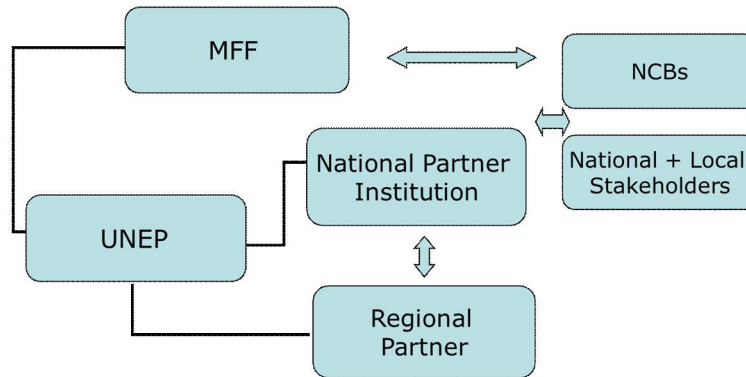 MFF
NCBs
National Partner
Institution
National + Local
Stakeholders
UNEP
Regional
Partner